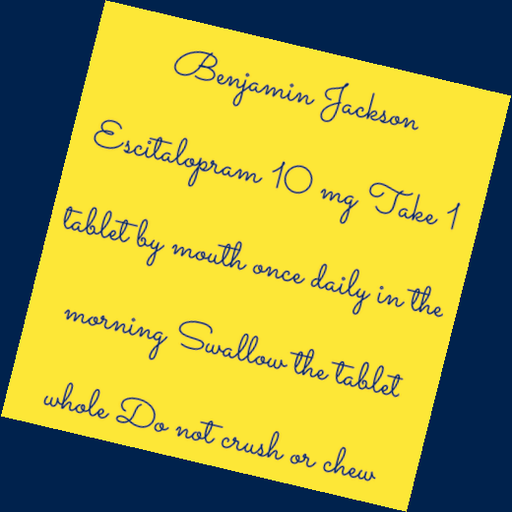 Benjamin Jackson
Escitalopram 10 mg Take 1
tablet by mouth once daily in the
morning Swallow the tablet
whole Do not crush or chew